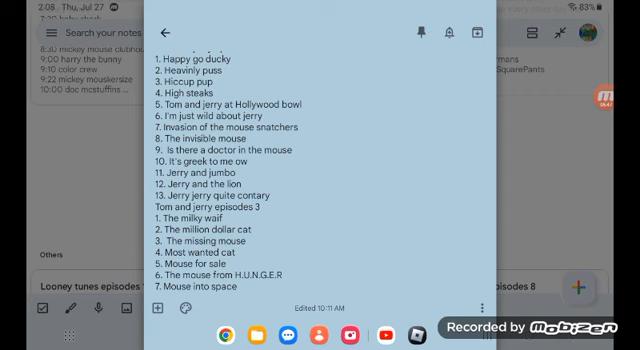 2:08 Thu, Jul 27
83%
7:30 baby shark
Search your notes
8:30 mickey mouse clubhou
9:00 harry the bunny
9:10 color crew
9:22 mickey mouskersize
10:00 doc mcstuffins ...
rmans
SquarePants
1. Happy go ducky
2. Heavinly puss
3. Hiccup pup
4. High steaks
5. Tom and jerry at Hollywood bowl
6. I'm just wild about jerry
7. Invasion of the mouse snatchers
8. The invisible mouse
9. Is there a doctor in the mouse
10. It's greek to me ow
11. Jerry and jumbo
12. Jerry and the lion
13. Jerry jerry quite contary
Tom and jerry episodes 3
1. The milky waif
2. The million dollar cat
3. The missing mouse
4. Most wanted cat
5. Mouse for sale
6. The mouse from H.U.N.G.E.R
7. Mouse into space
Others
Looney tunes episodes
pisodes 8
Edited 10:11 AM
Recorded by mobizen